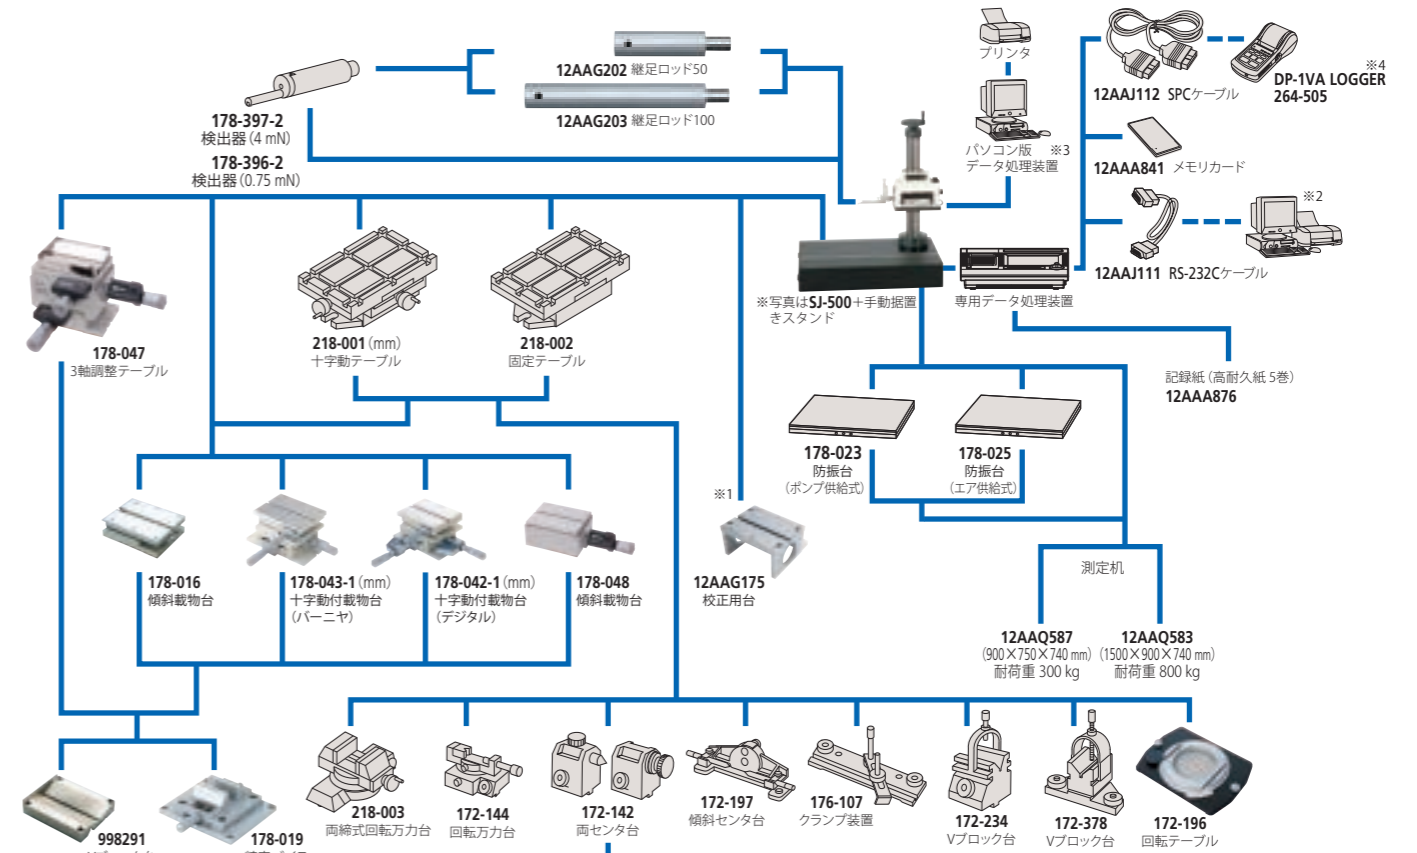 プリンタ
※4
DP-1VA LOGGER
264-505
12AAJ112 SPCケーブル
12AAG202 継足ロッド50
12AAG203 継足ロッド100
178-397-2
検出器(4 mN)
178-396-2
検出器(0.75 mN)
パソコン版 ※3
データ処理装置
12AAA841 メモリカード
※2
12AAJ111 RS-232Cケーブル
※写真はSJ-500+手動据置
きスタンド
専用データ処理装置
178-047
3軸調整テーブル
218-001(mm)
十字動テーブル
218-002
固定テーブル
記録紙(高耐久紙 5巻)
12AAA876
178-023
防振台
(ポンプ供給式)
178-025
防振台
(エア供給式)
※1
178-016
傾斜載物台
178-043-1(mm)
十字動付載物台
(バーニヤ)
178-042-1(mm)
十字動付載物台
(デジタル)
178-048
傾斜載物台
12AAG175
校正用台
測定机
12AAQ587
(900×750×740 mm)
耐荷重 300 kg
12AAQ583
(1500×900×740 mm)
耐荷重 800 kg
998291
178-019
218-003
両締式回転万力台
172-144
回転万力台
172-142
両センタ台
172-197
傾斜センタ台
176-107
クランプ装置
172-234
Vブロック台
172-378
Vブロック台
172-196
回転テーブル